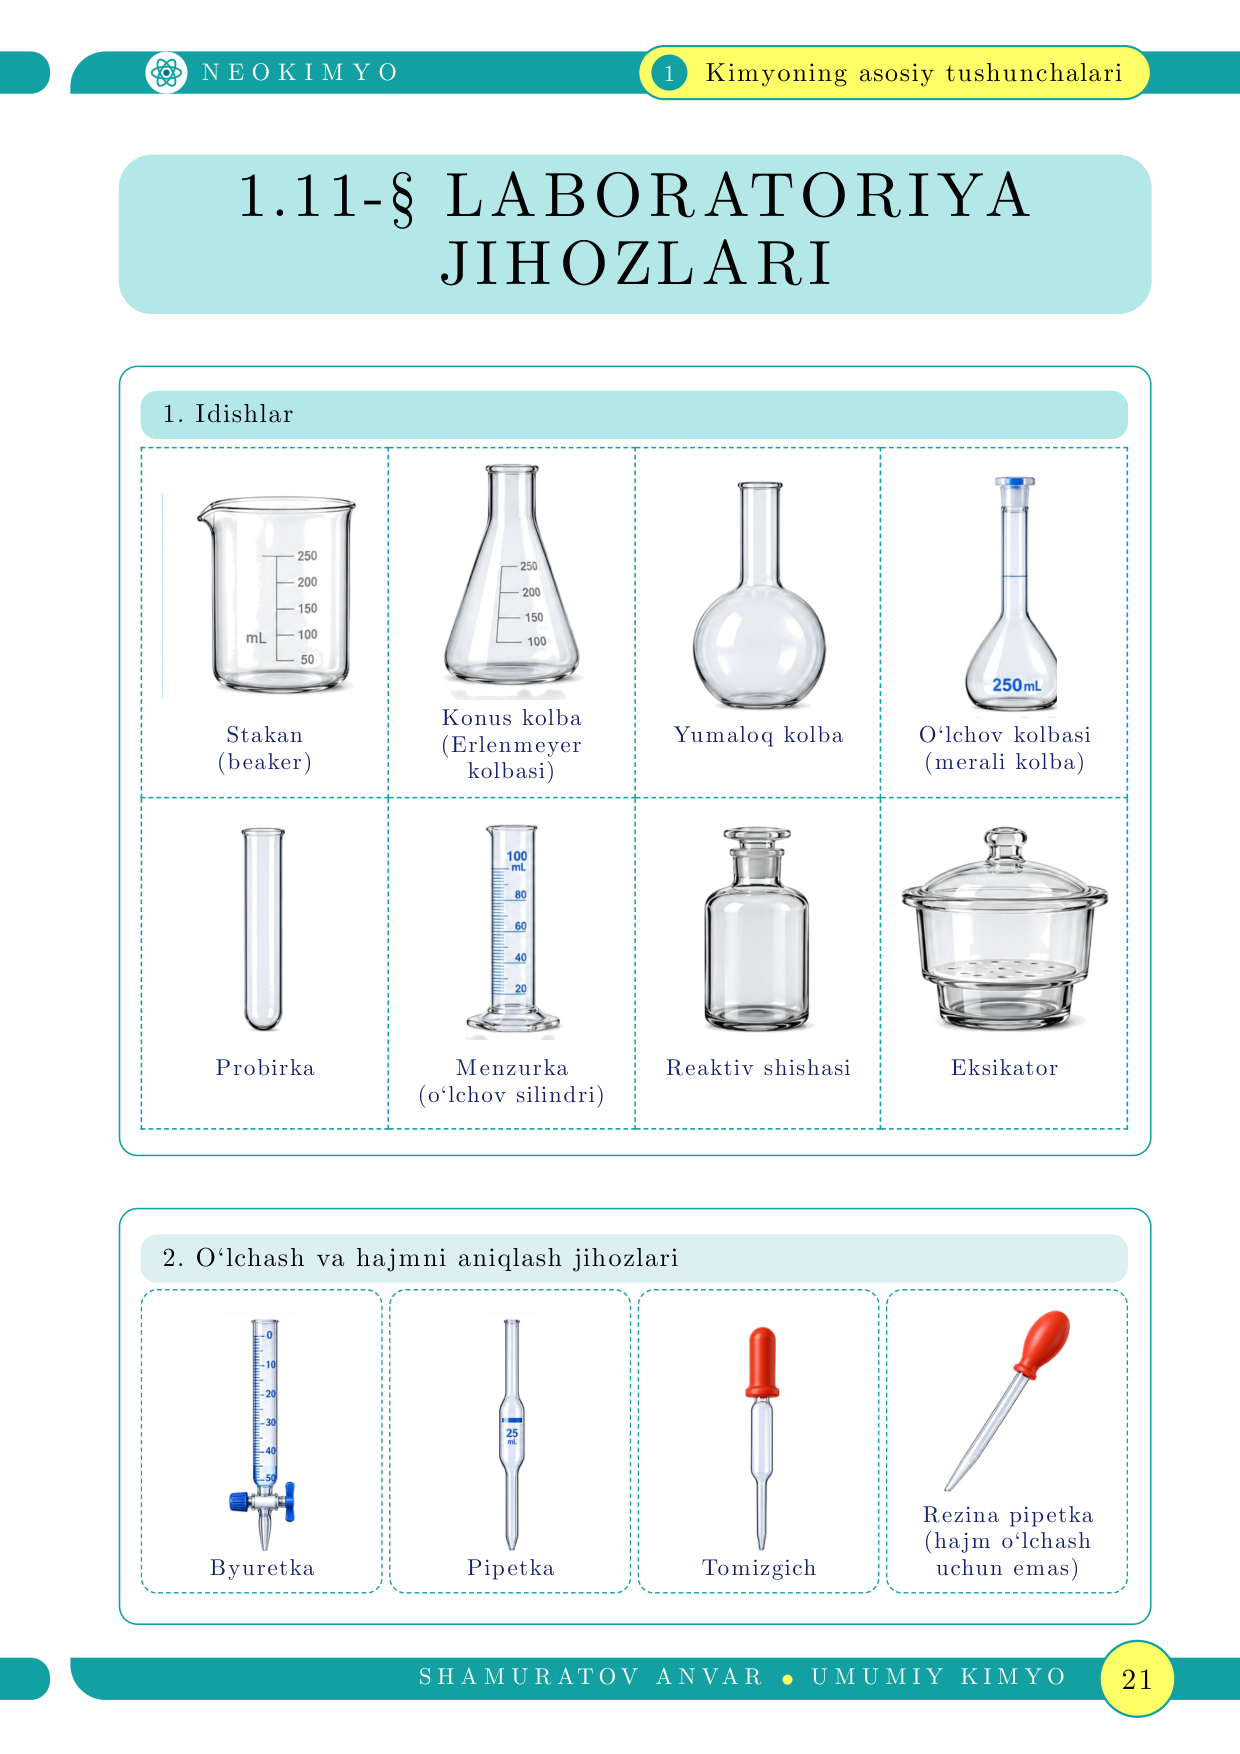 NEOKIMYO
1 Kimyoning asosiy tushunchalari
1.11-§ LABORATORIYA
JIHOZLARI
1. Idishlar
250
200
150
mL 100
50
Stakan
(beaker)
250
200
150
100
Konus kolba
(Erlenmeyer
kolbasi)
Yumaloq kolba
250 mL
O‘lchov kolbasi
(merali kolba)
Probirka
100
mL
80
60
40
20
Menzurka
(o‘lchov silindri)
Reaktiv shishasi
Eksikator
2. O‘lchash va hajmni aniqlash jihozlari
0
10
20
30
40
50
Byuretka
25
mL
Pipetka
Tomizgich
Rezina pipetka
(hajm o‘lchash
uchun emas)
SHAMURATOV ANVAR • UMUMIY KIMYO
21